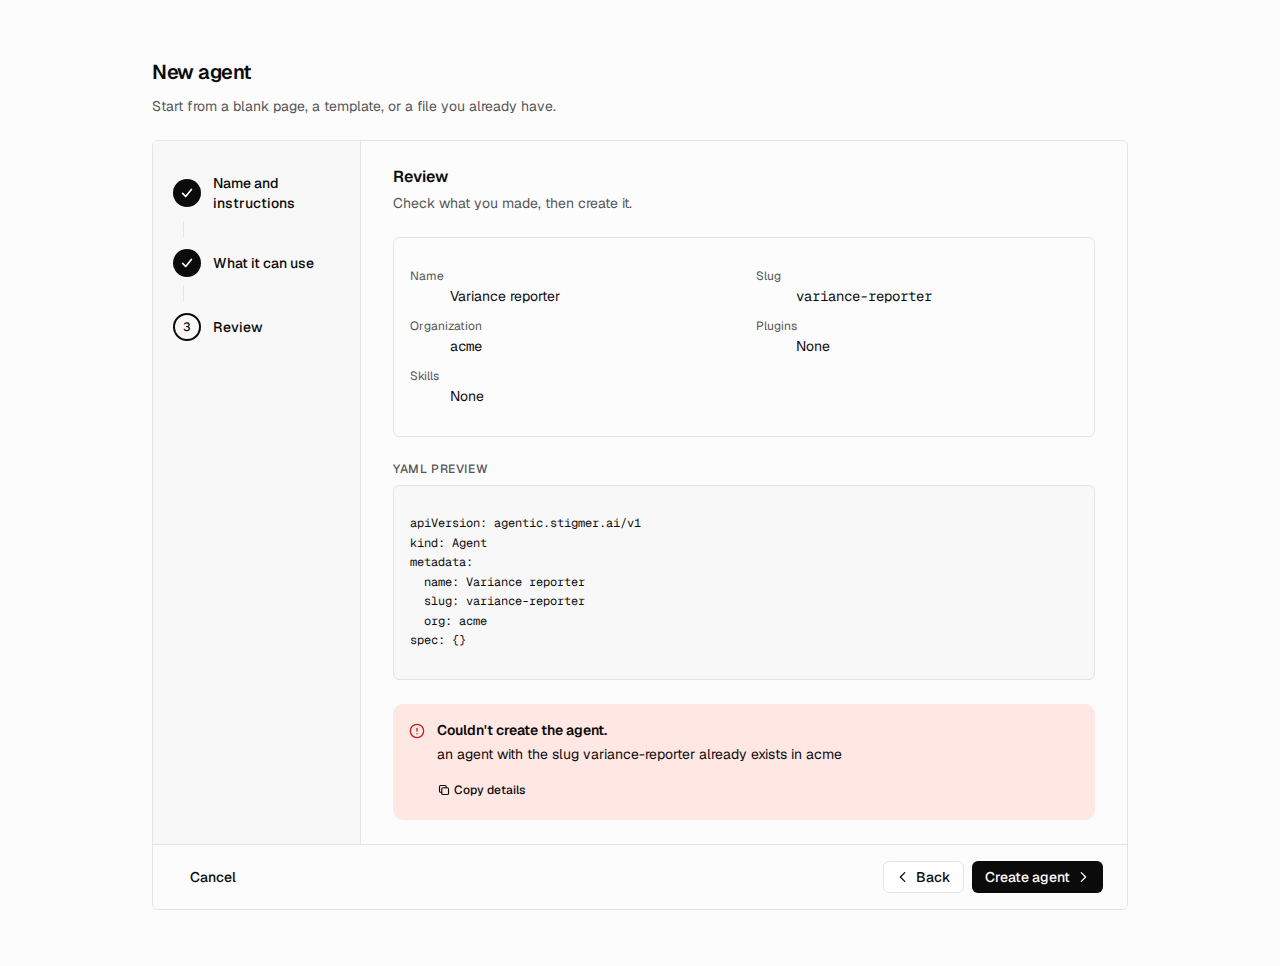 New agent
Start from a blank page, a template, or a file you already have.
Name and
instructions
What it can use
3
Review
Review
Check what you made, then create it.
Name
Variance reporter
Slug
variance-reporter
Organization
acme
Plugins
None
Skills
None
YAML PREVIEW
apiVersion: agentic.stigmer.ai/v1
kind: Agent
metadata:
  name: Variance reporter
  slug: variance-reporter
  org: acme
spec: {}
Couldn't create the agent.
an agent with the slug variance-reporter already exists in acme
Copy details
Cancel
Back
Create agent